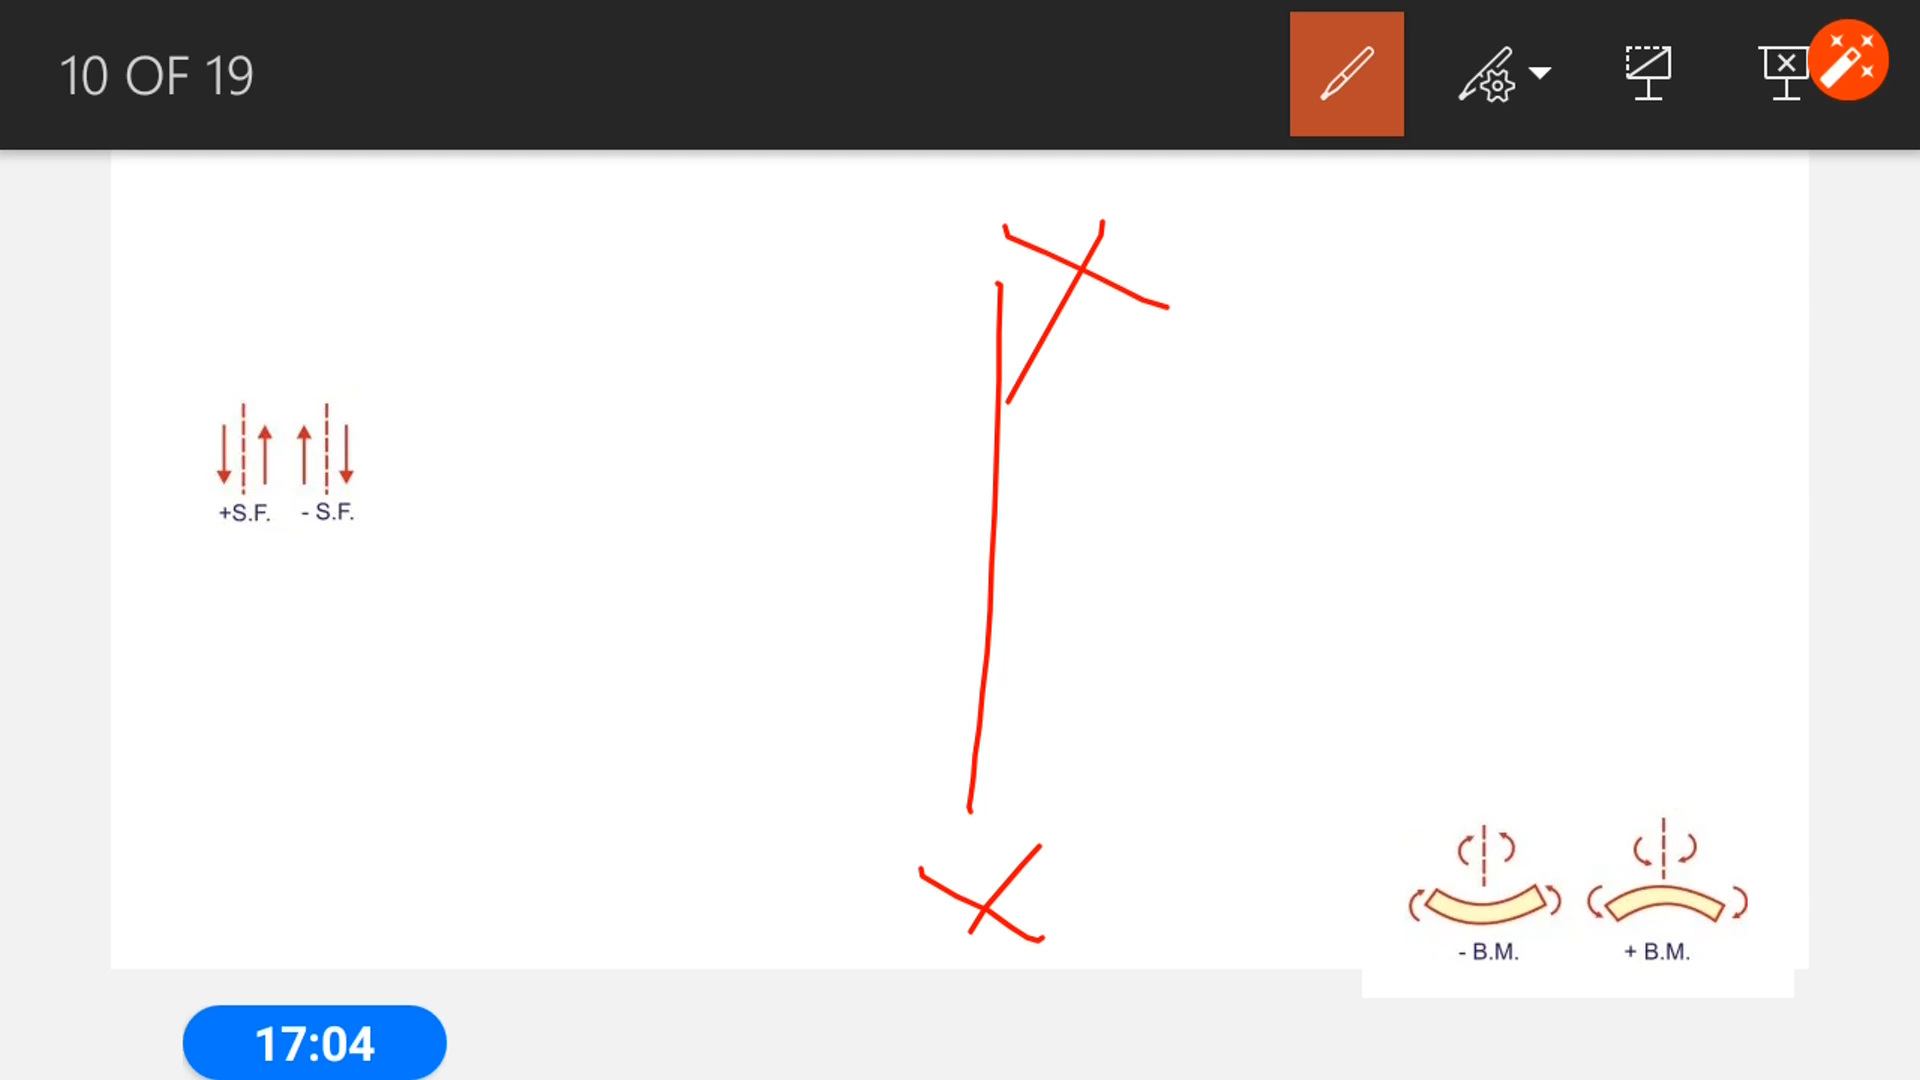 10 OF 19
+S.F. - S.F.
X
X
- B.M. + B.M.
17:04